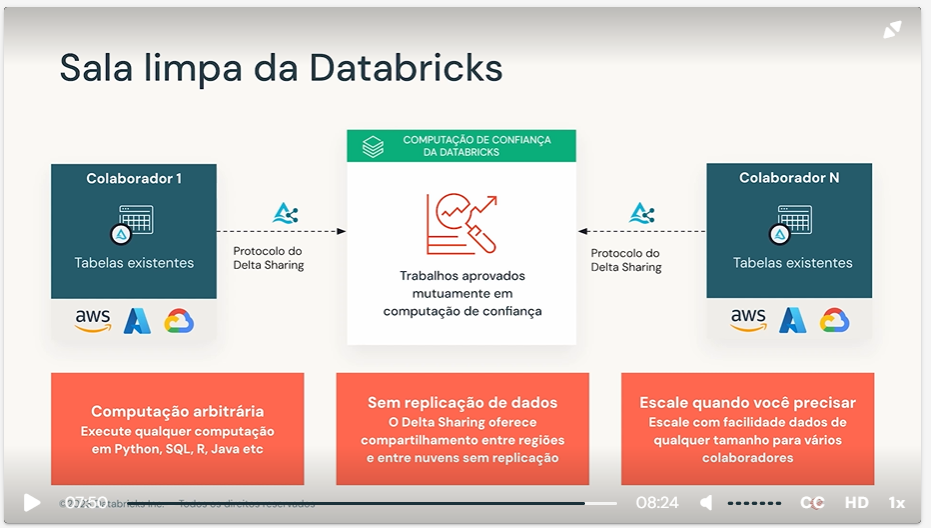 Sala limpa da Databricks
COMPUTAÇÃO DE CONFIANÇA
DA DATABRICKS
Colaborador 1
Tabelas existentes
aws
Protocolo do
Delta Sharing
Trabalhos aprovados
mutuamente em
computação de confiança
Protocolo do
Delta Sharing
Colaborador N
Tabelas existentes
aws
Computação arbitrária
Execute qualquer computação
em Python, SQL, R, Java etc
Sem replicação de dados
O Delta Sharing oferece
compartilhamento entre regiões
e entre nuvens sem replicação
Escale quando você precisar
Escale com facilidade dados de
qualquer tamanho para vários
colaboradores
Databricks Inc. Todos os direitos reservados
07:50
08:24
CC
HD
1x